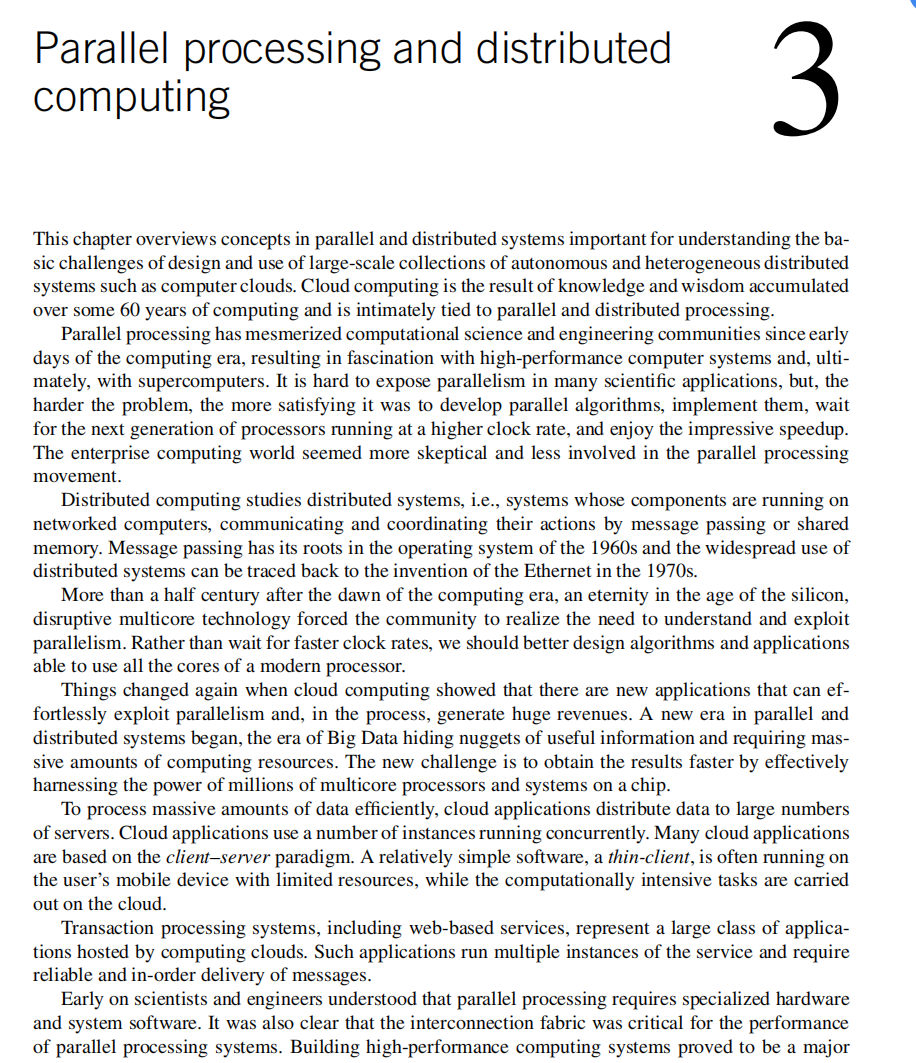 Parallel processing and distributed
computing
3
This chapter overviews concepts in parallel and distributed systems important for understanding the ba-
sic challenges of design and use of large-scale collections of autonomous and heterogeneous distributed
systems such as computer clouds. Cloud computing is the result of knowledge and wisdom accumulated
over some 60 years of computing and is intimately tied to parallel and distributed processing.
Parallel processing has mesmerized computational science and engineering communities since early
days of the computing era, resulting in fascination with high-performance computer systems and, ulti-
mately, with supercomputers. It is hard to expose parallelism in many scientific applications, but, the
harder the problem, the more satisfying it was to develop parallel algorithms, implement them, wait
for the next generation of processors running at a higher clock rate, and enjoy the impressive speedup.
The enterprise computing world seemed more skeptical and less involved in the parallel processing
movement.
Distributed computing studies distributed systems, i.e., systems whose components are running on
networked computers, communicating and coordinating their actions by message passing or shared
memory. Message passing has its roots in the operating system of the 1960s and the widespread use of
distributed systems can be traced back to the invention of the Ethernet in the 1970s.
More than a half century after the dawn of the computing era, an eternity in the age of the silicon,
disruptive multicore technology forced the community to realize the need to understand and exploit
parallelism. Rather than wait for faster clock rates, we should better design algorithms and applications
able to use all the cores of a modern processor.
Things changed again when cloud computing showed that there are new applications that can ef-
fortlessly exploit parallelism and, in the process, generate huge revenues. A new era in parallel and
distributed systems began, the era of Big Data hiding nuggets of useful information and requiring mas-
sive amounts of computing resources. The new challenge is to obtain the results faster by effectively
harnessing the power of millions of multicore processors and systems on a chip.
To process massive amounts of data efficiently, cloud applications distribute data to large numbers
of servers. Cloud applications use a number of instances running concurrently. Many cloud applications
are based on the client–server paradigm. A relatively simple software, a thin-client, is often running on
the user's mobile device with limited resources, while the computationally intensive tasks are carried
out on the cloud.
Transaction processing systems, including web-based services, represent a large class of applica-
tions hosted by computing clouds. Such applications run multiple instances of the service and require
reliable and in-order delivery of messages.
Early on scientists and engineers understood that parallel processing requires specialized hardware
and system software. It was also clear that the interconnection fabric was critical for the performance
of parallel processing systems. Building high-performance computing systems proved to be a major